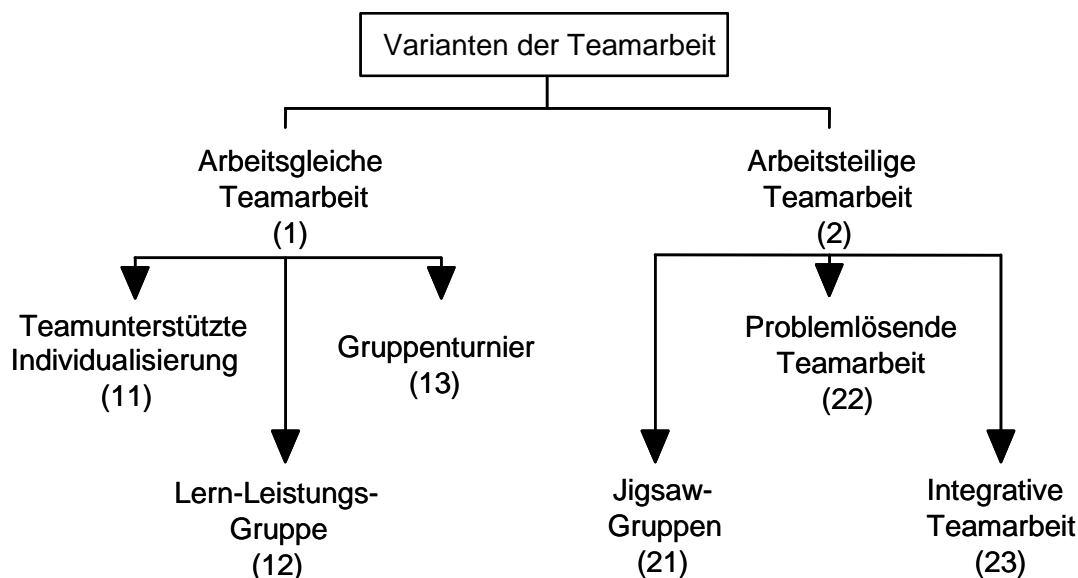 Varianten der Teamarbeit
Arbeitsgleiche
Teamarbeit
(1)
Arbeitsteilige
Teamarbeit
(2)
Teamunterstützte
Individualisierung
(11)
Gruppenturnier
(13)
Problemlösende
Teamarbeit
(22)
Lern-Leistungs-
Gruppe
(12)
Jigsaw-
Gruppen
(21)
Integrative
Teamarbeit
(23)